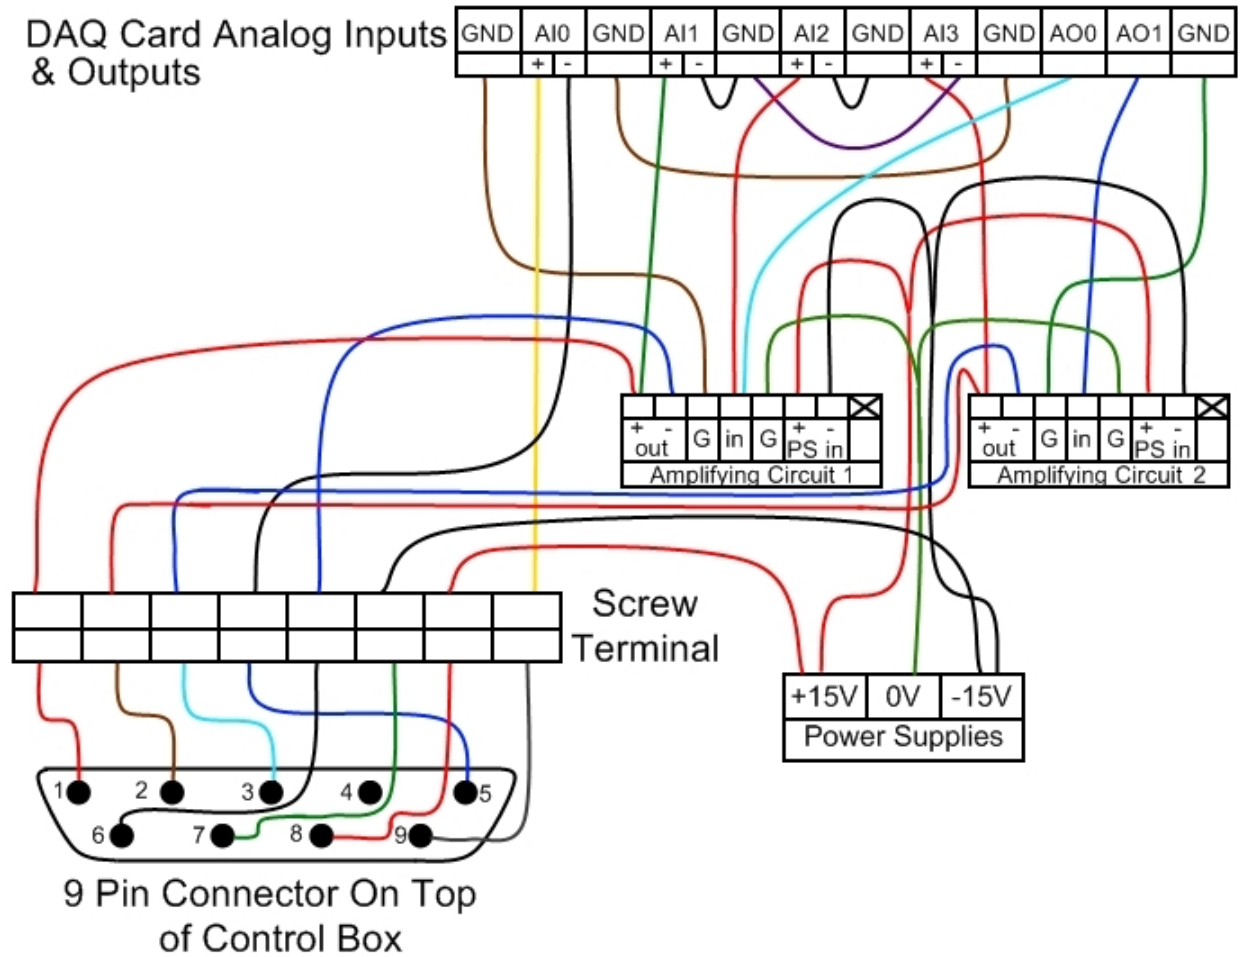 DAQ Card Analog Inputs
& Outputs
GND AI0 GND AI1 GND AI2 GND AI3 GND AO0 AO1 GND
+ - + - + - + -
+ - out G in G + - PS in
Amplifying Circuit 1
+ - out G in G + - PS in
Amplifying Circuit 2
Screw
Terminal
+15V 0V -15V
Power Supplies
1 2 3 4 5
6 7 8 9
9 Pin Connector On Top
of Control Box